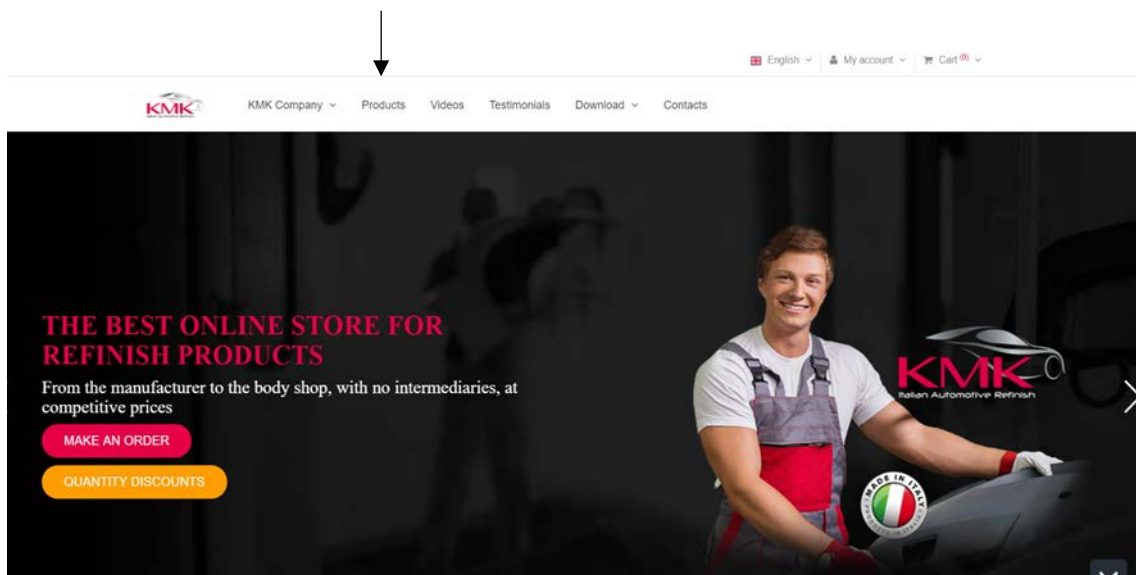 English
My account
Cart (0)
KMK
KMK Company
Products
Videos
Testimonials
Download
Contacts
THE BEST ONLINE STORE FOR
REFINISH PRODUCTS
From the manufacturer to the body shop, with no intermediaries, at
competitive prices
MAKE AN ORDER
QUANTITY DISCOUNTS
KMK
Italian Automotive Refinish
MADE IN ITALY